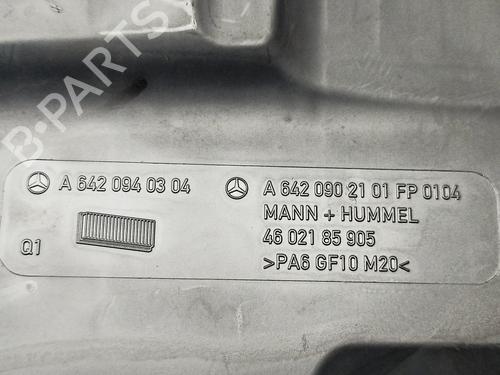 B-PARTS
A 642 094 03 04
A 642 090 21 01 FP 0104
MANN + HUMMEL
46 021 85 905
>PA6 GF10 M20<
Q1